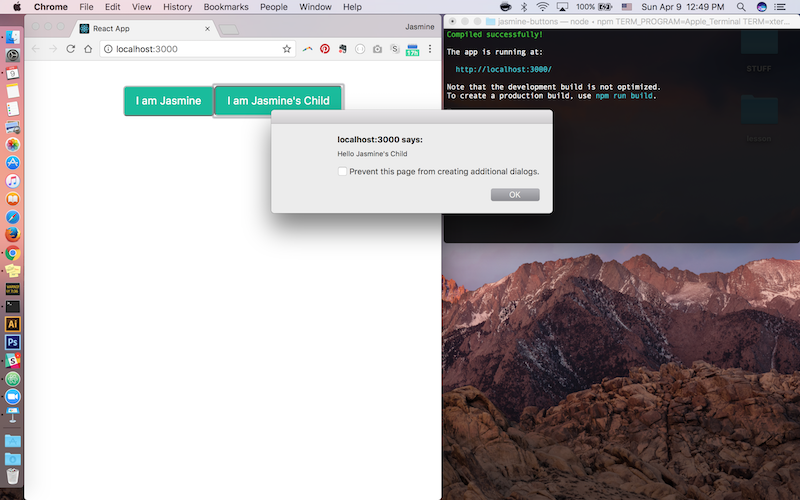 Chrome File Edit View History Bookmarks People Window Help 100% Sun Apr 9 12:49 PM
React App
Jasmine
localhost:3000
17h
jasmine-buttons — node • npm TERM_PROGRAM=Apple_Terminal TERM=xter...
Compiled successfully!
The app is running at:
http://localhost:3000/
Note that the development build is not optimized.
To create a production build, use npm run build.
STUFF
I am Jasmine
I am Jasmine's Child
localhost:3000 says:
Hello Jasmine's Child
Prevent this page from creating additional dialogs.
OK
Ai
Ps